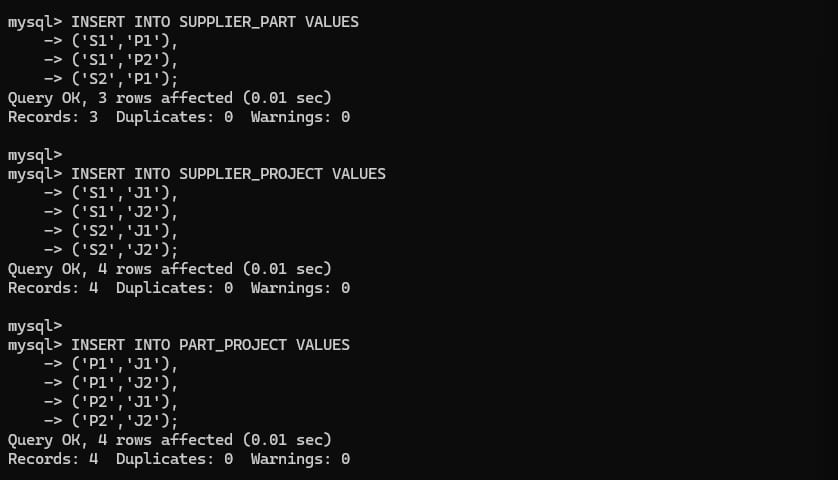 mysql> INSERT INTO SUPPLIER_PART VALUES
    -> ('S1','P1'),
    -> ('S1','P2'),
    -> ('S2','P1');
Query OK, 3 rows affected (0.01 sec)
Records: 3  Duplicates: 0  Warnings: 0

mysql>
mysql> INSERT INTO SUPPLIER_PROJECT VALUES
    -> ('S1','J1'),
    -> ('S1','J2'),
    -> ('S2','J1'),
    -> ('S2','J2');
Query OK, 4 rows affected (0.01 sec)
Records: 4  Duplicates: 0  Warnings: 0

mysql>
mysql> INSERT INTO PART_PROJECT VALUES
    -> ('P1','J1'),
    -> ('P1','J2'),
    -> ('P2','J1'),
    -> ('P2','J2');
Query OK, 4 rows affected (0.01 sec)
Records: 4  Duplicates: 0  Warnings: 0